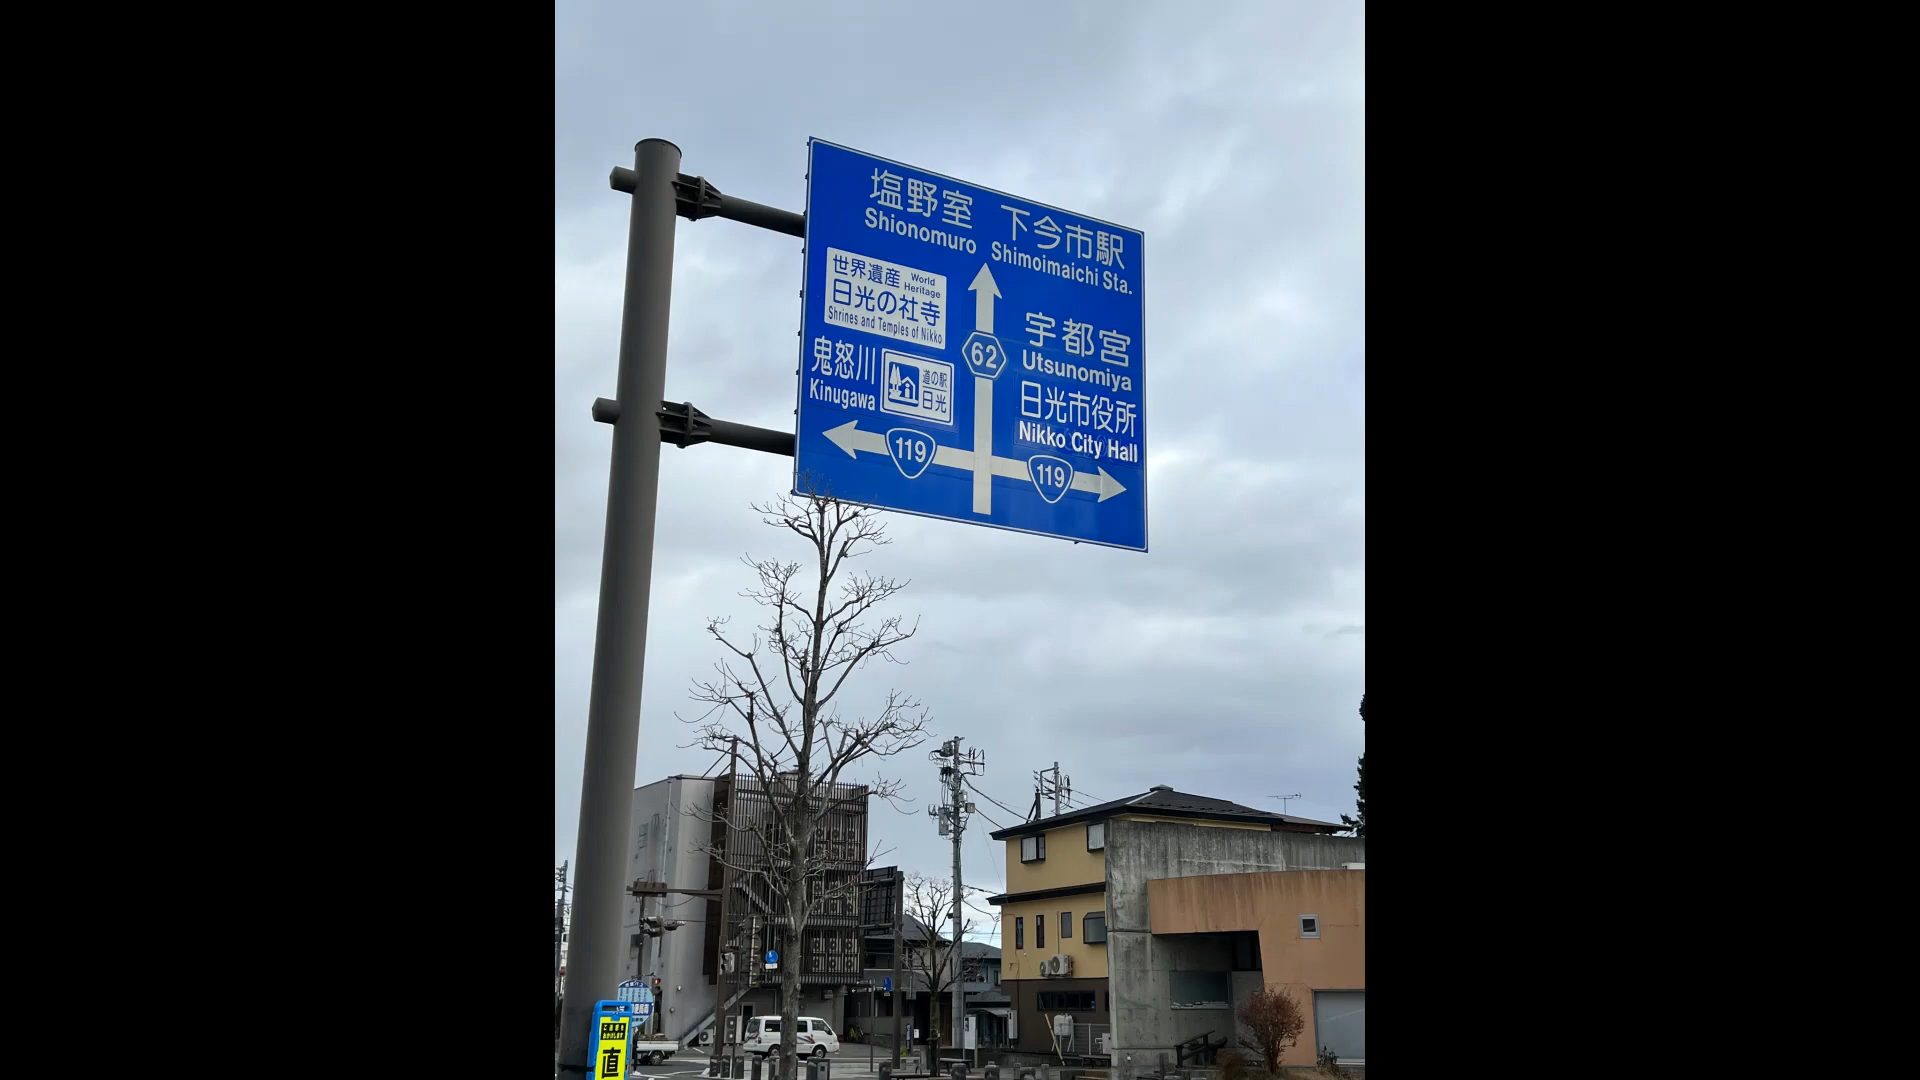 塩野室
Shionomuro
下今市駅
Shimoimaichi Sta.
世界遺産 World Heritage
日光の社寺
Shrines and Temples of Nikko
鬼怒川
Kinugawa
道の駅
日光
62
宇都宮
Utsunomiya
日光市役所
Nikko City Hall
119
119
直